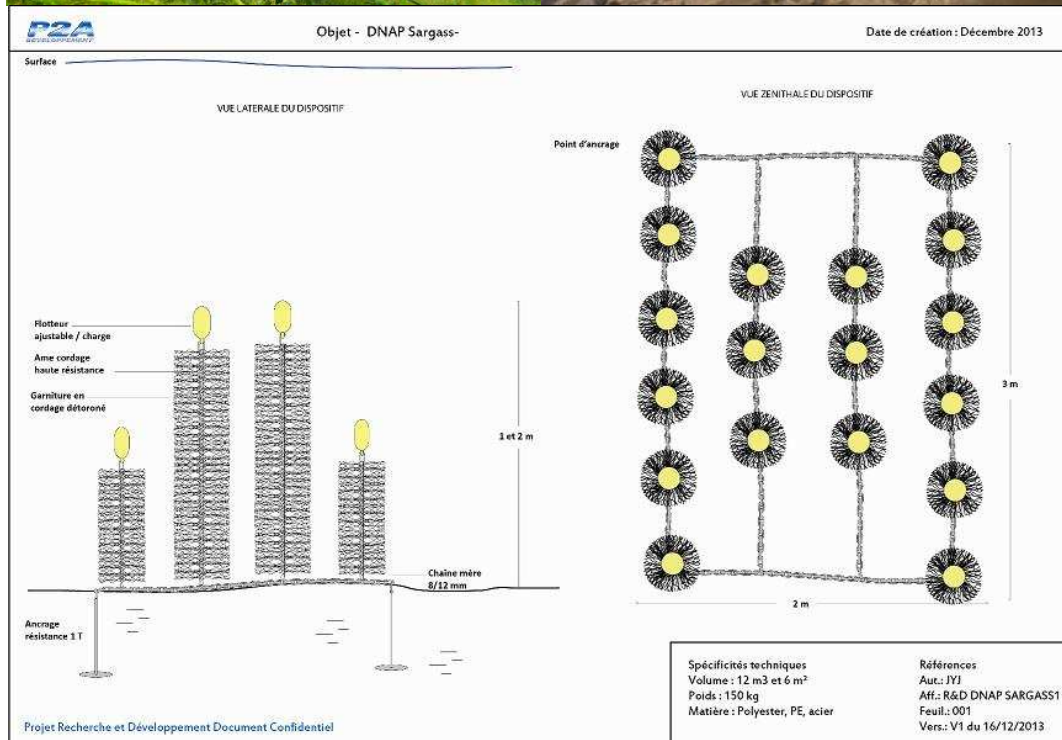 P2A
DEVELOPPEMENT
Objet - DNAP Sargass-
Date de création : Décembre 2013
Surface
VUE LATERALE DU DISPOSITIF
VUE ZENITHALE DU DISPOSITIF
Point d'ancrage
Flotteur
ajustable / charge
Ame cordage
haute résistance
Garniture en
cordage détoroné
1 et 2 m
3 m
Chaîne mère
8/12 mm
2 m
Ancrage
résistance 1 T
Spécificités techniques
Volume : 12 m3 et 6 m²
Poids : 150 kg
Matière : Polyester, PE, acier
Références
Aut.: JYJ
Aff.: R&D DNAP SARGASS1
Feuil.: 001
Vers.: V1 du 16/12/2013
Projet Recherche et Développement Document Confidentiel